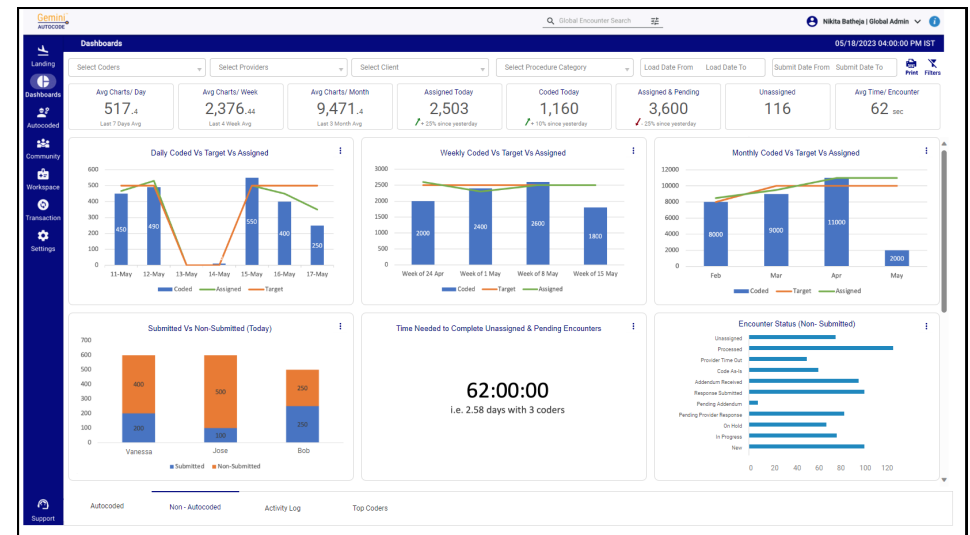 Gemini
AUTOCODE
Global Encounter Search
Nikita Batheja | Global Admin
Dashboards
05/18/2023 04:00:00 PM IST
Landing
Dashboards
Autocoded
Community
Workspace
Transaction
Settings
Support
Select Coders
Select Providers
Select Client
Select Procedure Category
Load Date From Load Date To
Submit Date From Submit Date To
Print Filters
Avg Charts/ Day
517.4
Last 7 Days Avg
Avg Charts/ Week
2,376.44
Last 4 Week Avg
Avg Charts/ Month
9,471.4
Last 3 Month Avg
Assigned Today
2,503
+ 23% since yesterday
Coded Today
1,160
+ 10% since yesterday
Assigned & Pending
3,600
- 25% since yesterday
Unassigned
116
Avg Time/ Encounter
62 sec
Daily Coded Vs Target Vs Assigned
600
500
400
300
200
100
0
450
490
550
400
250
11-May 12-May 13-May 14-May 15-May 16-May 17-May
Coded Assigned Target
Weekly Coded Vs Target Vs Assigned
3000
2500
2000
1500
1000
500
0
2000
2400
2600
1800
Week of 24 Apr Week of 1 May Week of 8 May Week of 15 May
Coded Target Assigned
Monthly Coded Vs Target Vs Assigned
12000
10000
8000
6000
4000
2000
0
8000
9000
11000
2000
Feb Mar Apr May
Coded Target Assigned
Submitted Vs Non-Submitted (Today)
700
600
500
400
300
200
100
0
400
200
500
100
250
250
Vanessa Jose Bob
Submitted Non-Submitted
Time Needed to Complete Unassigned & Pending Encounters
62:00:00
i.e. 2.58 days with 3 coders
Encounter Status (Non- Submitted)
Unassigned
Processed
Provider Time Out
Code As-Is
Addendum Received
Response Submitted
Pending Addendum
Pending Provider Response
On Hold
In Progress
New
0 20 40 60 80 100 120
Autocoded Non - Autocoded Activity Log Top Coders